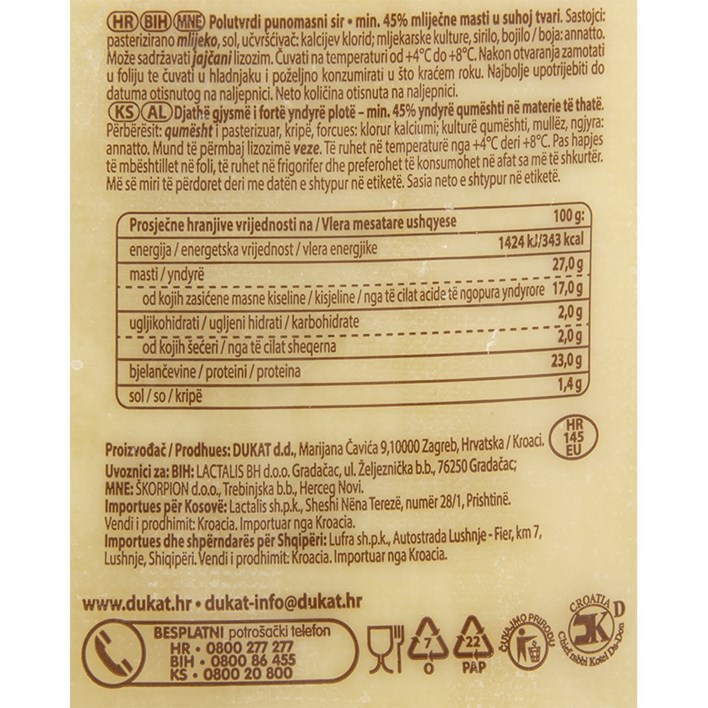 HR BIH MNE Polutvrdi punomasni sir • min. 45% mliječne masti u suhoj tvari. Sastojci:
pasterizirano mlijeko, sol, učvršćivač: kalcijev klorid; mljekarske kulture, sirilo, bojilo / boja: annatto.
Može sadržavati jajčani lizozim. Čuvati na temperaturi od +4°C do +8°C. Nakon otvaranja zamotati
u foliju te čuvati u hladnjaku i poželjno konzumirati u što kraćem roku. Najbolje upotrijebiti do
datuma otisnutog na naljepnici. Neto količina otisnuta na naljepnici.
KS AL Djathë gjysmë i fortë yndyrë plotë – min. 45% yndyrë qumështi në materie të thatë.
Përbërësit: qumësht i pasterizuar, kripë, forcues: klorur kalciumi; kulturë qumështi, mullëz, ngjyra:
annatto. Mund të përmbaj lizozimë veze. Të ruhet në temperaturë nga +4°C deri +8°C. Pas hapjes
të mbështillet në foli, të ruhet në frigorifer dhe preferohet të konsumohet në afat sa më të shkurtër.
Më së miri të përdoret deri me datën e shtypur në etiketë. Sasia neto e shtypur në etiketë.
Prosječne hranjive vrijednosti na / Vlera mesatare ushqyese 100 g:
energija / energetska vrijednost / vlera energjike 1424 kJ/343 kcal
masti / yndyrë 27,0 g
od kojih zasićene masne kiseline / kisjeline / nga të cilat acide të ngopura yndyrore 17,0 g
ugljikohidrati / ugljeni hidrati / karbohidrate 2,0 g
od kojih šećeri / nga të cilat sheqerna 2,0 g
bjelančevine / proteini / proteina 23,0 g
sol / so / kripë 1,4 g
Proizvođač / Prodhues: DUKAT d.d., Marijana Čavića 9, 10000 Zagreb, Hrvatska / Kroaci.
HR
145
EU
Uvoznici za: BIH: LACTALIS BH d.o.o. Gradačac, ul. Željeznička b.b., 76250 Gradačac;
MNE: ŠKORPION d.o.o., Trebinjska b.b., Herceg Novi.
Importues për Kosovë: Lactalis sh.p.k., Sheshi Nëna Terezë, numër 28/1, Prishtinë.
Vendi i prodhimit: Kroacia. Importuar nga Kroacia.
Importues dhe shpërndarës për Shqipëri: Lufra sh.p.k., Autostrada Lushnje - Fier, km 7,
Lushnje, Shqipëri. Vendi i prodhimit: Kroacia. Importuar nga Kroacia.
www.dukat.hr • dukat-info@dukat.hr
BESPLATNI potrošački telefon
HR • 0800 277 277
BIH • 0800 86 455
KS • 0800 20 800
7
O
22
PAP
ČUVAJMO PRIRODU
CROATIA D
K
Chief rabbi Kotel Da-Don